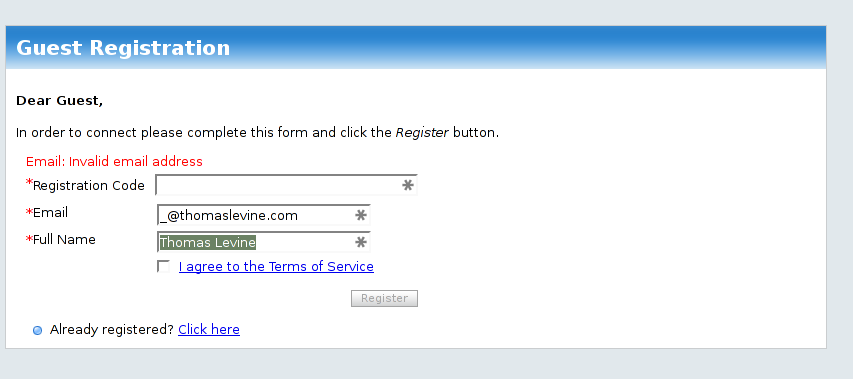 Guest Registration
Dear Guest,
In order to connect please complete this form and click the Register button.
Email: Invalid email address
*Registration Code
*Email _@thomaslevine.com
*Full Name Thomas Levine
I agree to the Terms of Service
Register
Already registered? Click here